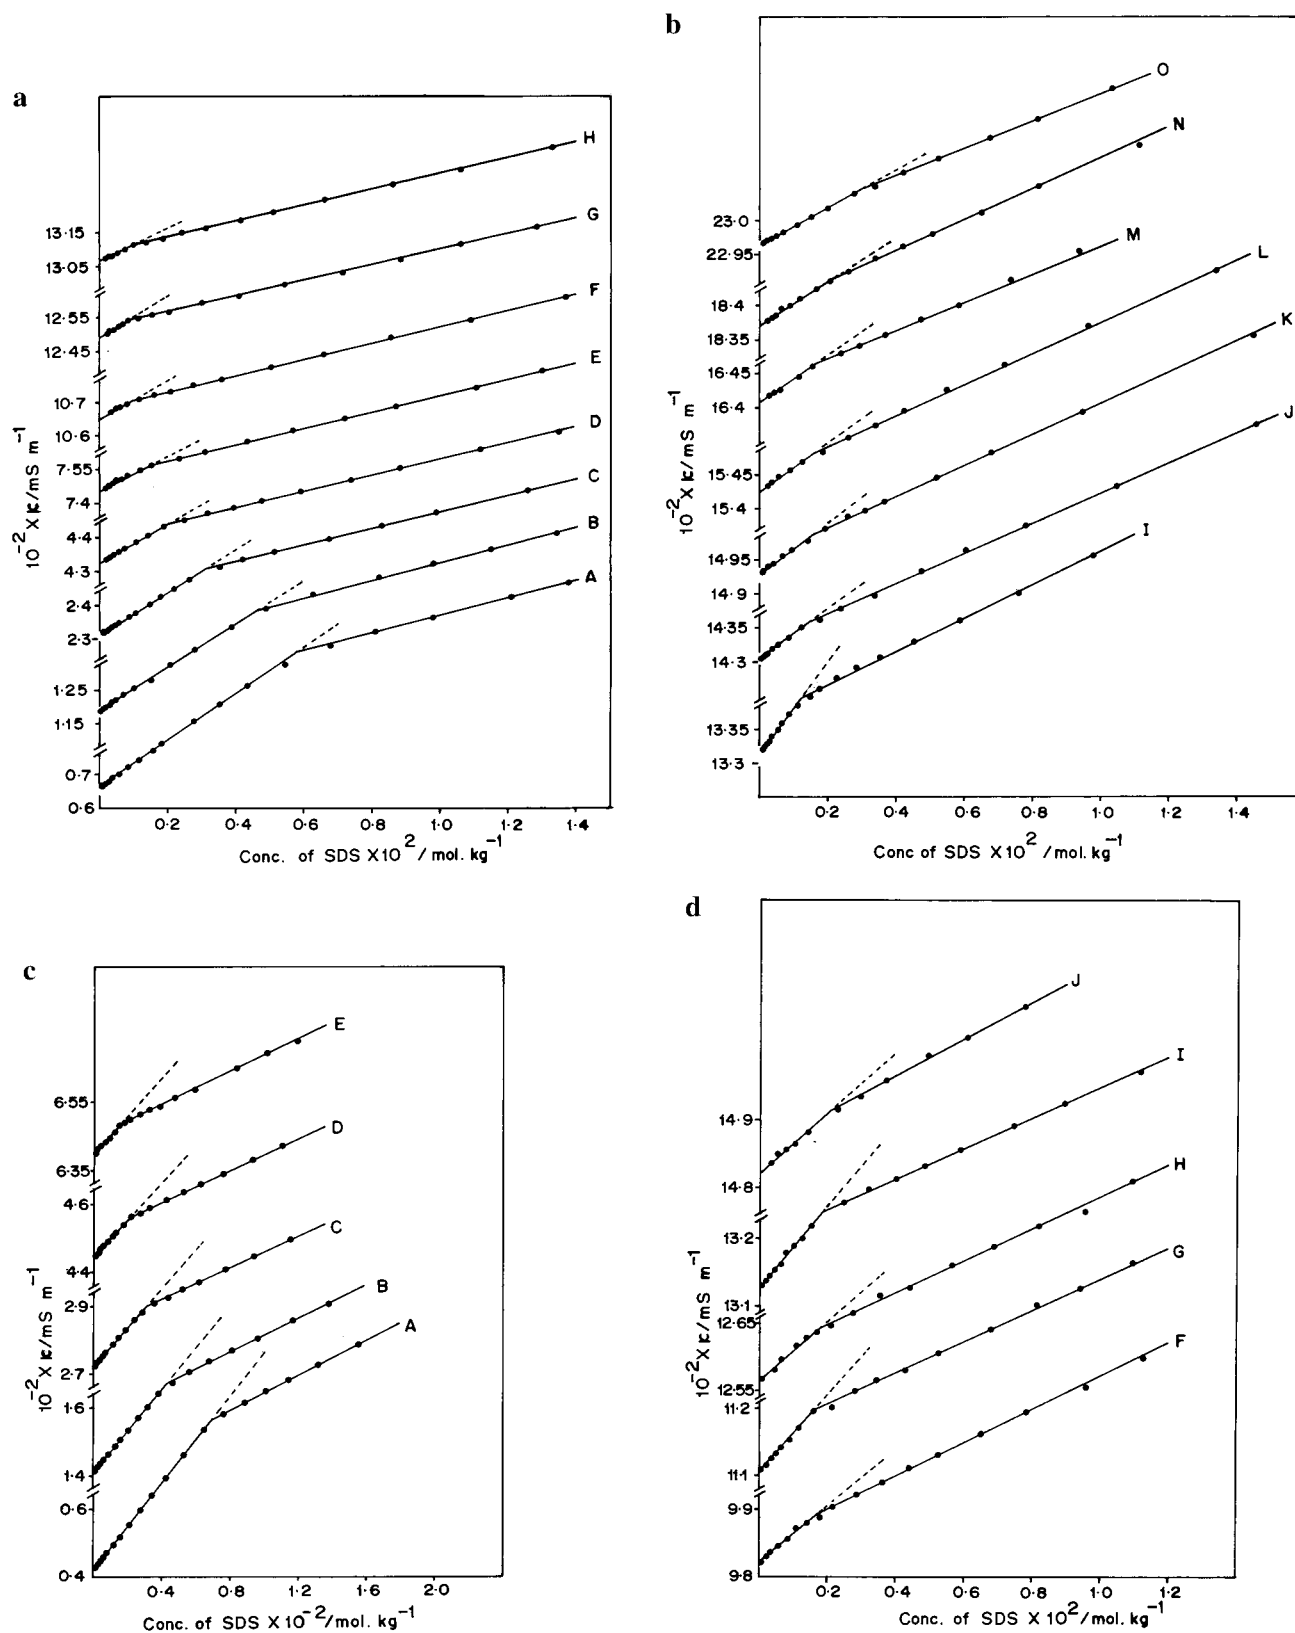 a
H
G
F
E
D
C
B
A
13·15
13·05
12·55
12·45
10·7
10·6
7·55
7·4
4·4
4·3
2·4
2·3
1·25
1·15
0·7
0·6
10⁻² X κ/mS m⁻¹
0·2 0·4 0·6 0·8 1·0 1·2 1·4
Conc. of SDS X10²/mol.kg⁻¹
b
O
N
M
L
K
J
I
23·0
22·95
18·4
18·35
16·45
16·4
15·45
15·4
14·95
14·9
14·35
14·3
13·35
13·3
10⁻² X κ/mS m⁻¹
0·2 0·4 0·6 0·8 1·0 1·2 1·4
Conc of SDS X10²/mol.kg⁻¹
c
E
D
C
B
A
6·55
6·35
4·6
4·4
2·9
2·7
1·6
1·4
0·6
0·4
10⁻² X κ/mS m⁻¹
0·4 0·8 1·2 1·6 2·0
Conc. of SDS X10⁻²/mol.kg⁻¹
d
J
I
H
G
F
14·9
14·8
13·2
13·1
12·65
12·55
11·2
11·1
9·9
9·8
10⁻² X κ/mS m⁻¹
0·2 0·4 0·6 0·8 1·0 1·2
Conc. of SDS X10²/mol.kg⁻¹